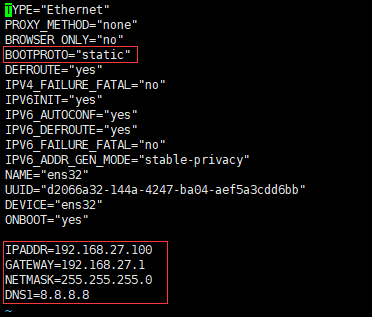 TYPE="Ethernet"
PROXY_METHOD="none"
BROWSER_ONLY="no"
BOOTPROTO="static"
DEFROUTE="yes"
IPV4_FAILURE_FATAL="no"
IPV6INIT="yes"
IPV6_AUTOCONF="yes"
IPV6_DEFROUTE="yes"
IPV6_FAILURE_FATAL="no"
IPV6_ADDR_GEN_MODE="stable-privacy"
NAME="ens32"
UUID="d2066a32-144a-4247-ba04-aef5a3cdd6bb"
DEVICE="ens32"
ONBOOT="yes"
IPADDR=192.168.27.100
GATEWAY=192.168.27.1
NETMASK=255.255.255.0
DNS1=8.8.8.8
~